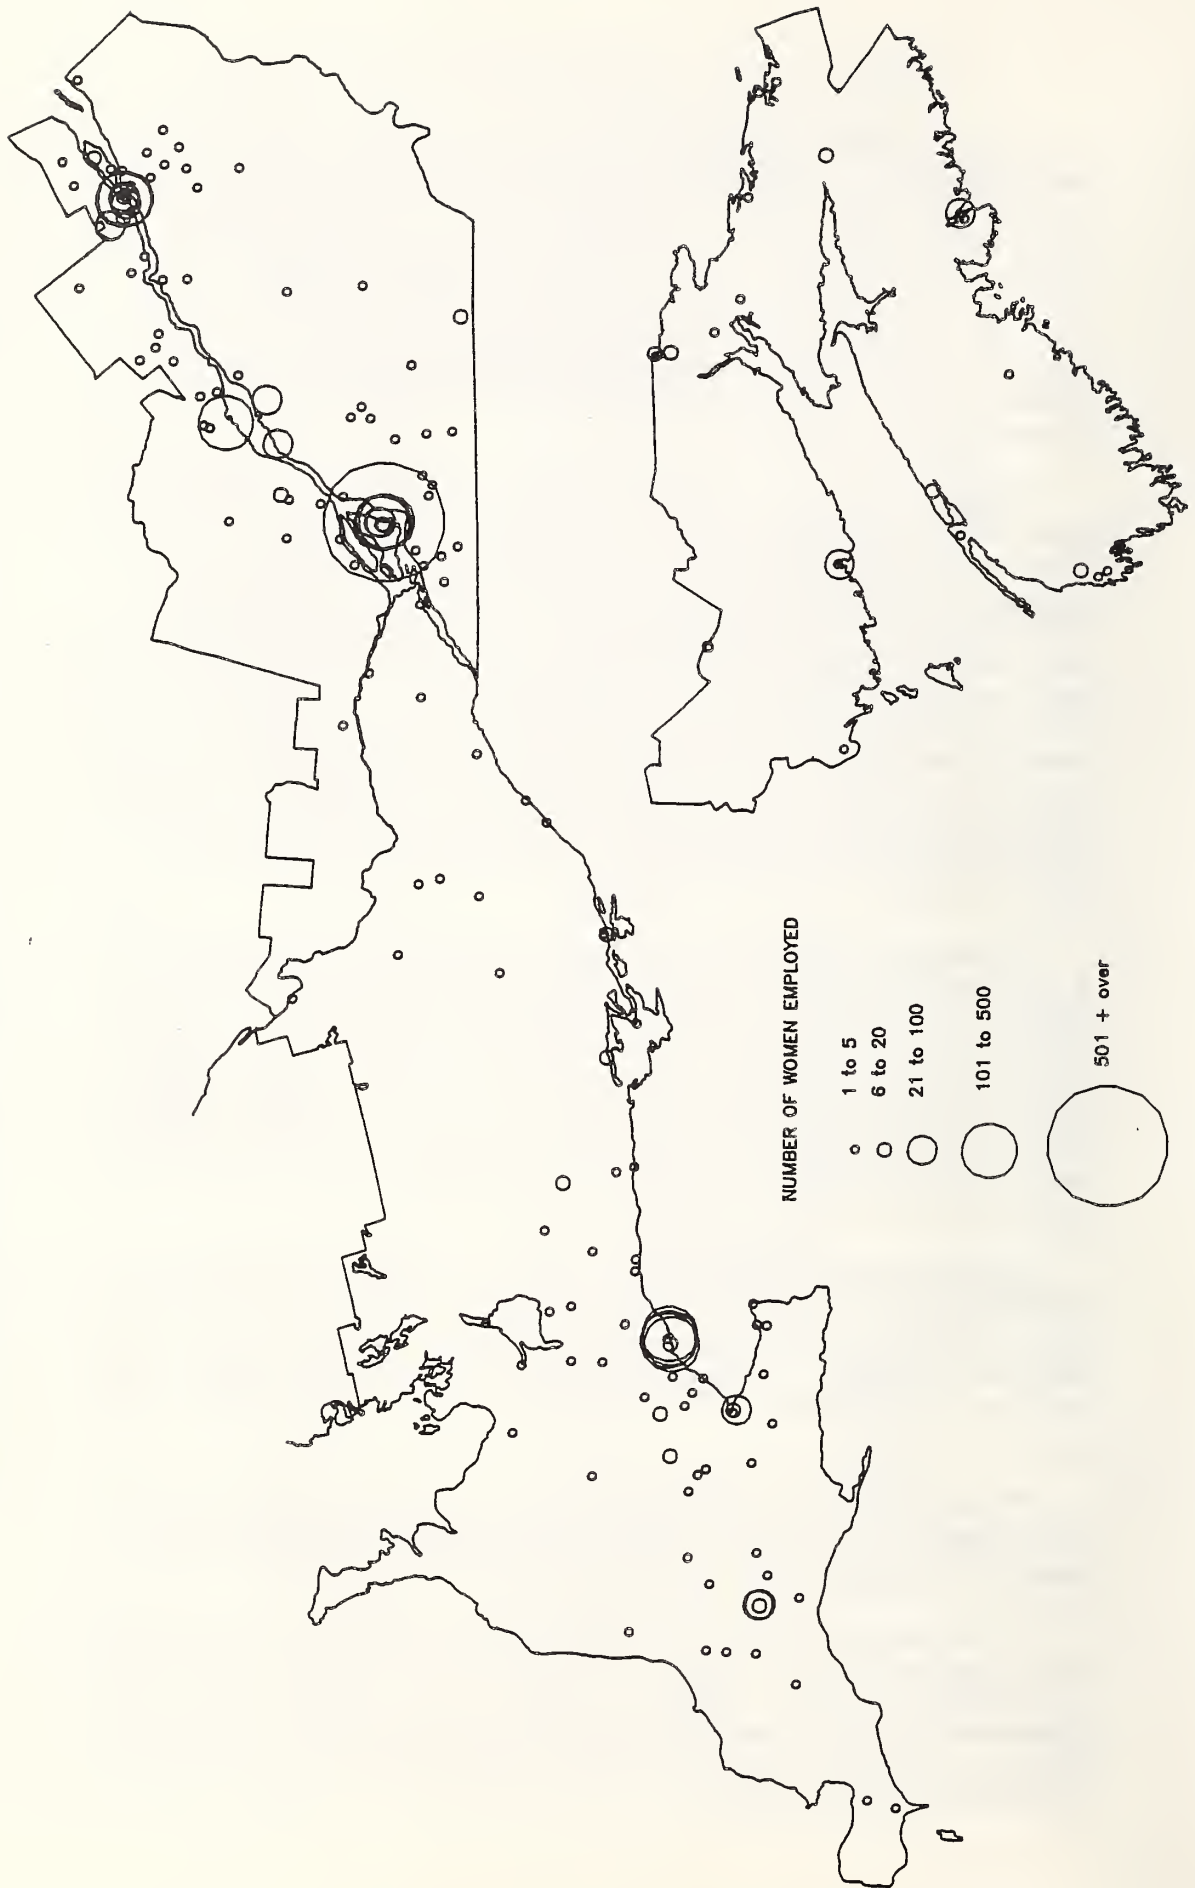 NUMBER OF WOMEN EMPLOYED
1 to 5
6 to 20
21 to 100
101 to 500
501 + over